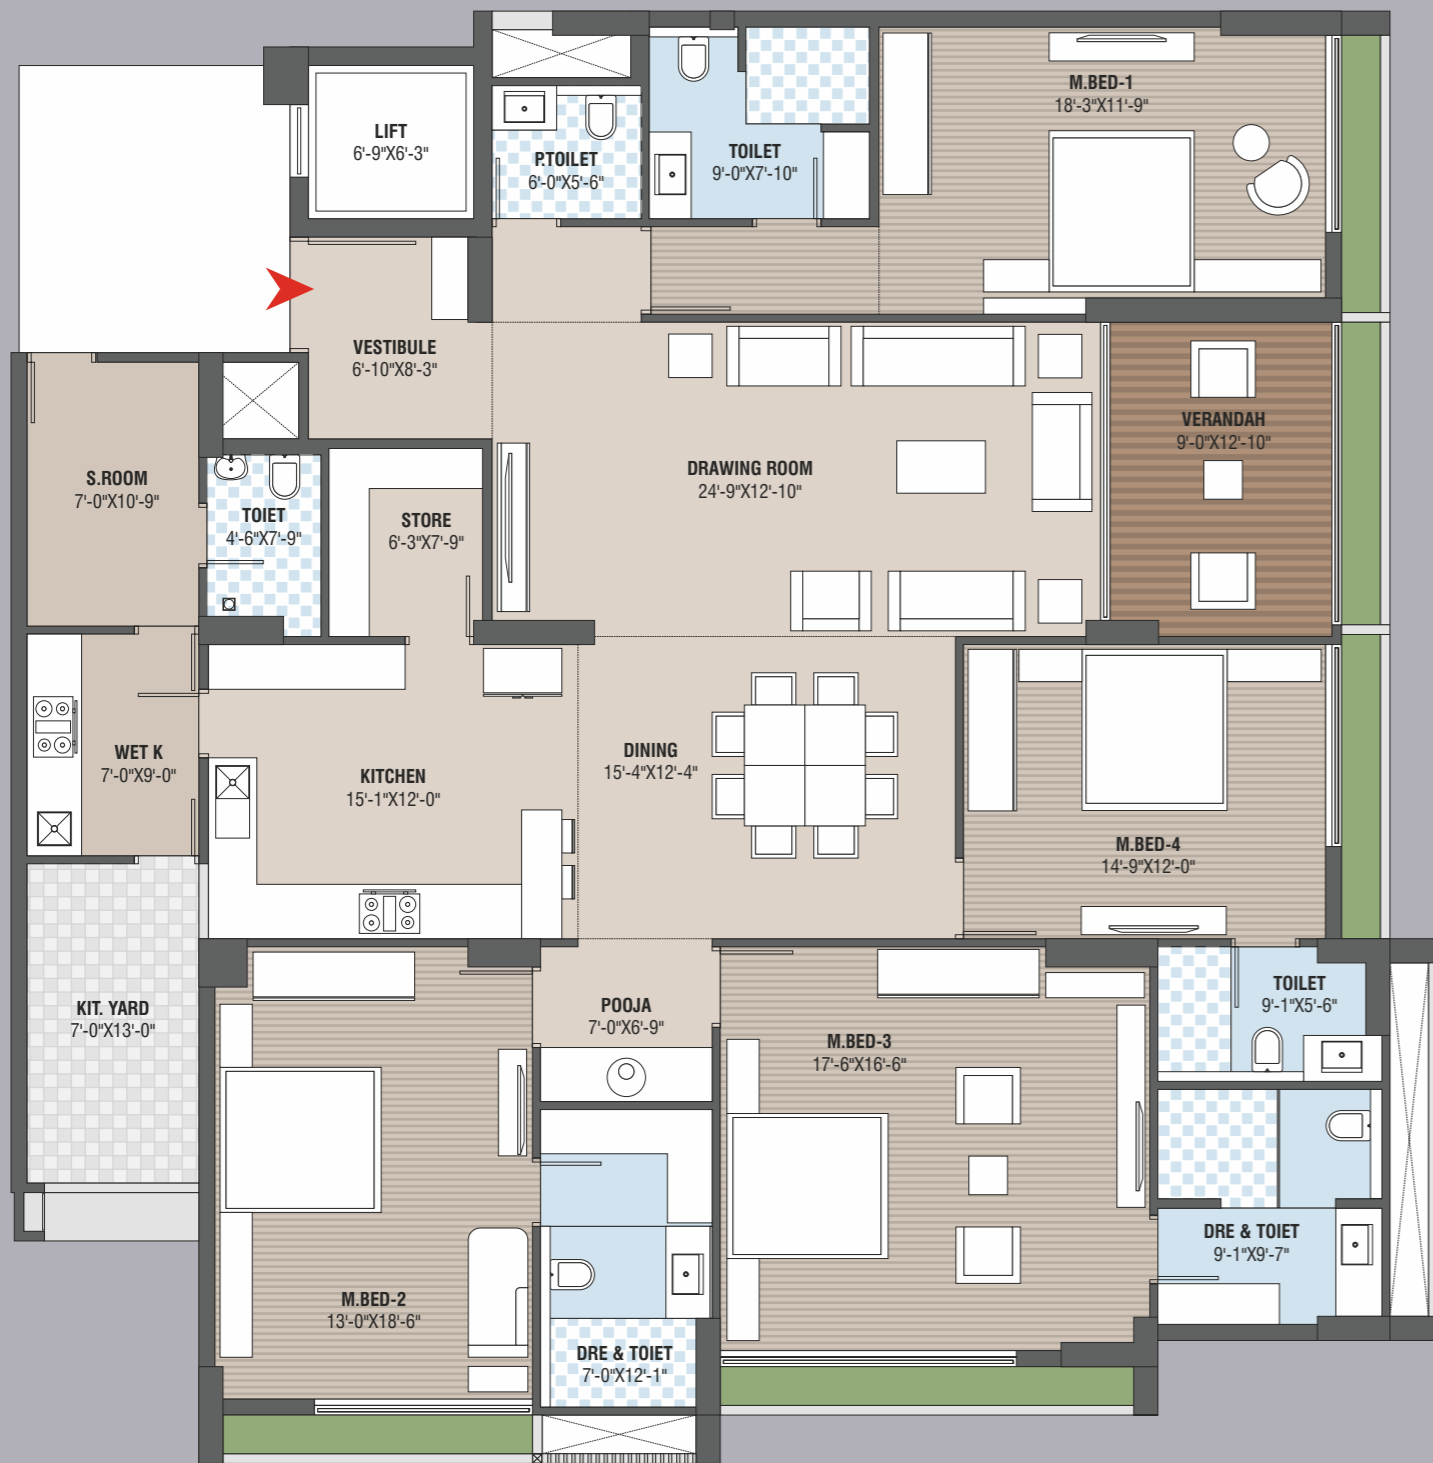 M.BED-1
18'-3"X11'-9"
LIFT
6'-9"X6'-3"
P.TOILET
6'-0"X5'-6"
TOILET
9'-0"X7'-10"
VESTIBULE
6'-10"X8'-3"
VERANDAH
9'-0"X12'-10"
S.ROOM
7'-0"X10'-9"
DRAWING ROOM
24'-9"X12'-10"
TOIET
4'-6"X7'-9"
STORE
6'-3"X7'-9"
WET K
7'-0"X9'-0"
KITCHEN
15'-1"X12'-0"
DINING
15'-4"X12'-4"
M.BED-4
14'-9"X12'-0"
KIT. YARD
7'-0"X13'-0"
POOJA
7'-0"X6'-9"
M.BED-3
17'-6"X16'-6"
TOILET
9'-1"X5'-6"
M.BED-2
13'-0"X18'-6"
DRE & TOIET
7'-0"X12'-1"
DRE & TOIET
9'-1"X9'-7"